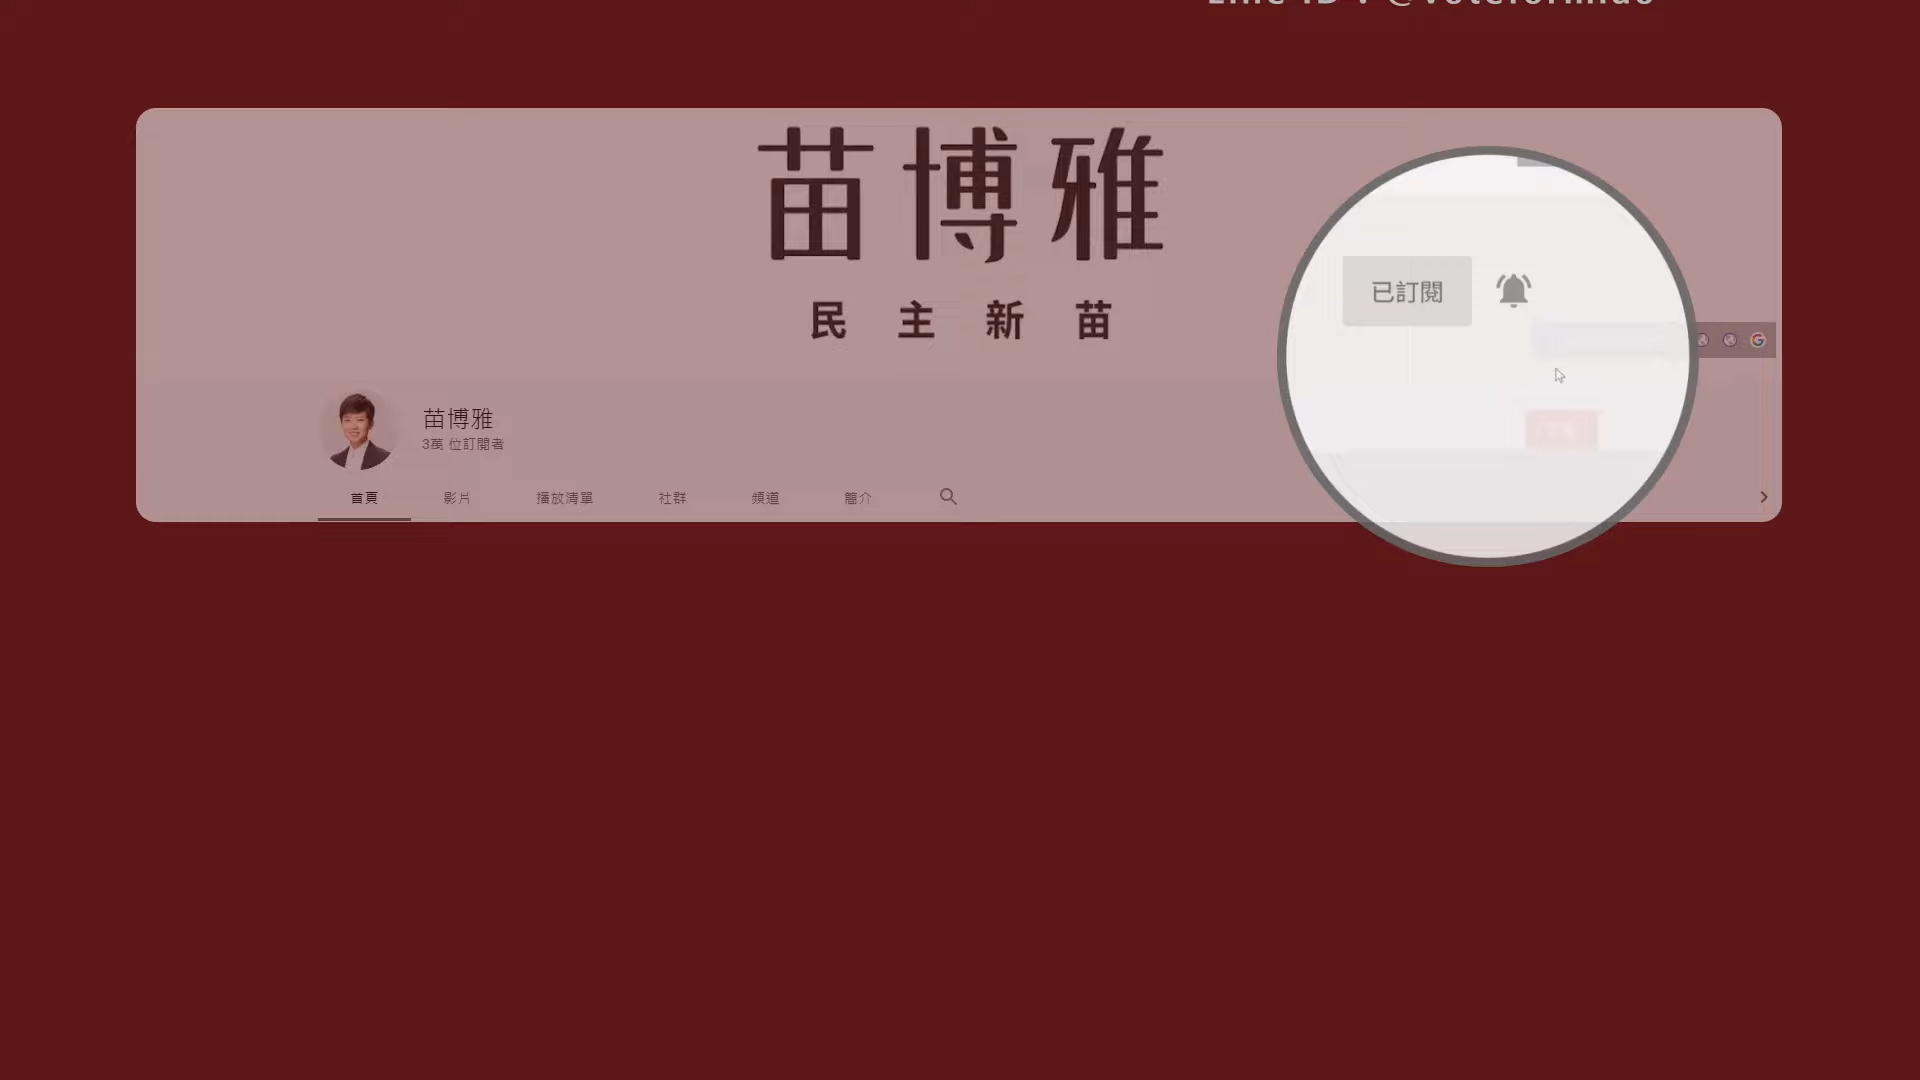 苗博雅
民主新苗
已訂閱
苗博雅
3萬 位訂閱者
首頁 影片 播放清單 社群 頻道 簡介